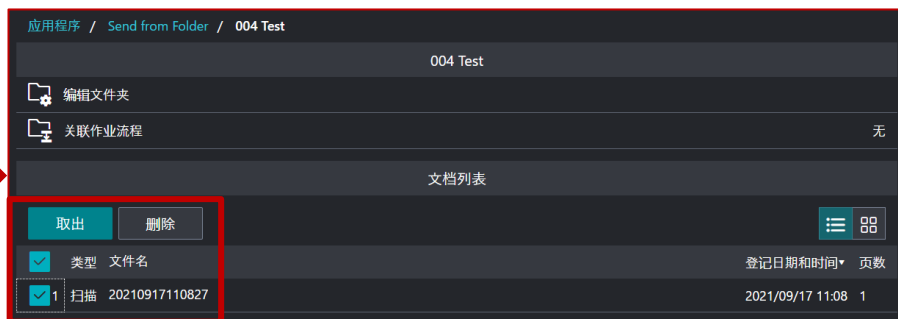 应用程序 / Send from Folder / 004 Test
004 Test
编辑文件夹
关联作业流程 无
文档列表
取出 删除
类型 文件名 登记日期和时间▾ 页数
1 扫描 20210917110827 2021/09/17 11:08 1